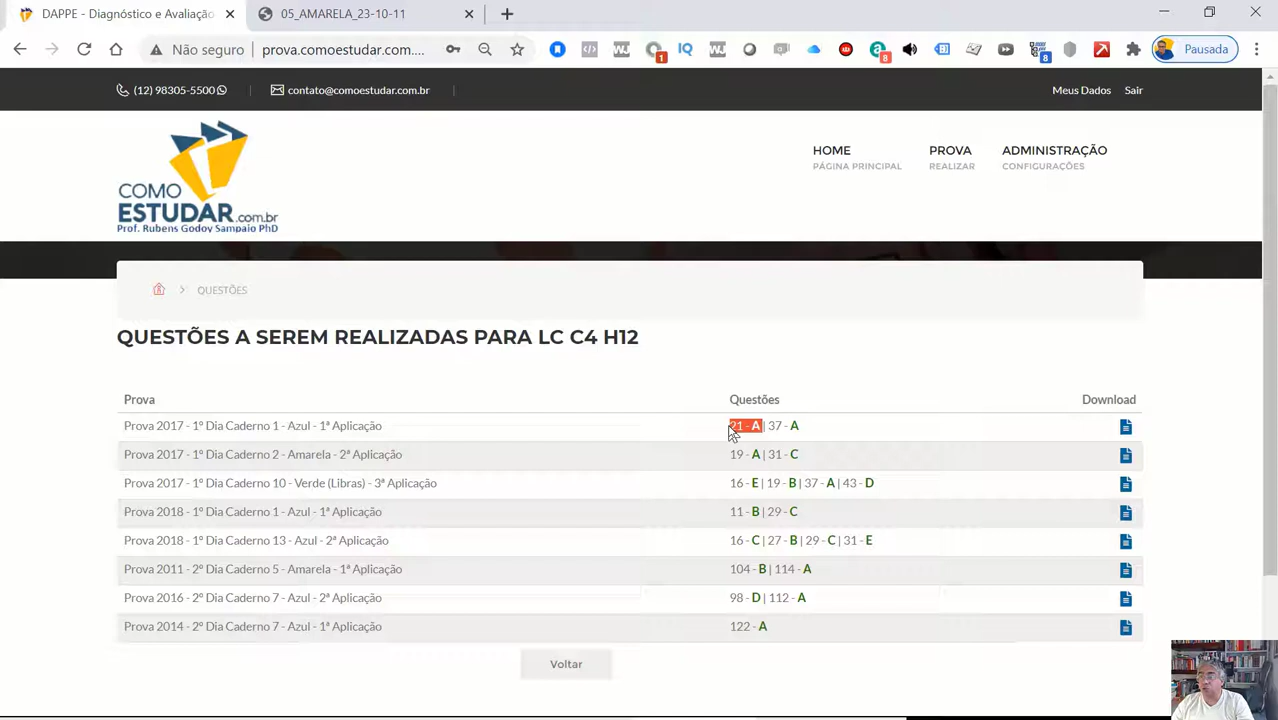 DAPPE - Diagnóstico e Avaliação
05_AMARELA_23-10-11
Não seguro
prova.comoestudar.com....
Pausada
(12) 98305-5500
contato@comoestudar.com.br
Meus Dados
Sair
COMO
ESTUDAR.com.br
Prof. Rubens Godoy Sampaio PhD
HOME
PÁGINA PRINCIPAL
PROVA
REALIZAR
ADMINISTRAÇÃO
CONFIGURAÇÕES
QUESTÕES
QUESTÕES A SEREM REALIZADAS PARA LC C4 H12
Prova Questões Download
Prova 2017 - 1º Dia Caderno 1 - Azul - 1ª Aplicação 21 - A | 37 - A
Prova 2017 - 1º Dia Caderno 2 - Amarela - 2ª Aplicação 19 - A | 31 - C
Prova 2017 - 1º Dia Caderno 10 - Verde (Libras) - 3ª Aplicação 16 - E | 19 - B | 37 - A | 43 - D
Prova 2018 - 1º Dia Caderno 1 - Azul - 1ª Aplicação 11 - B | 29 - C
Prova 2018 - 1º Dia Caderno 13 - Azul - 2ª Aplicação 16 - C | 27 - B | 29 - C | 31 - E
Prova 2011 - 2º Dia Caderno 5 - Amarela - 1ª Aplicação 104 - B | 114 - A
Prova 2016 - 2º Dia Caderno 7 - Azul - 2ª Aplicação 98 - D | 112 - A
Prova 2014 - 2º Dia Caderno 7 - Azul - 1ª Aplicação 122 - A
Voltar